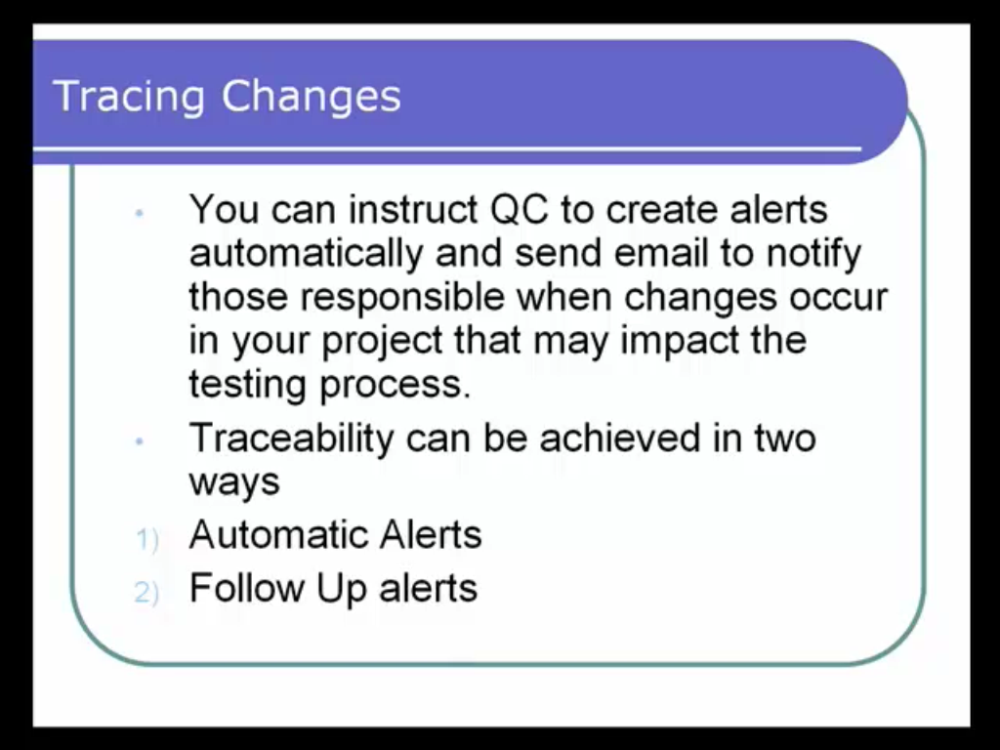 Tracing Changes
• You can instruct QC to create alerts
automatically and send email to notify
those responsible when changes occur
in your project that may impact the
testing process.
• Traceability can be achieved in two
ways
1) Automatic Alerts
2) Follow Up alerts